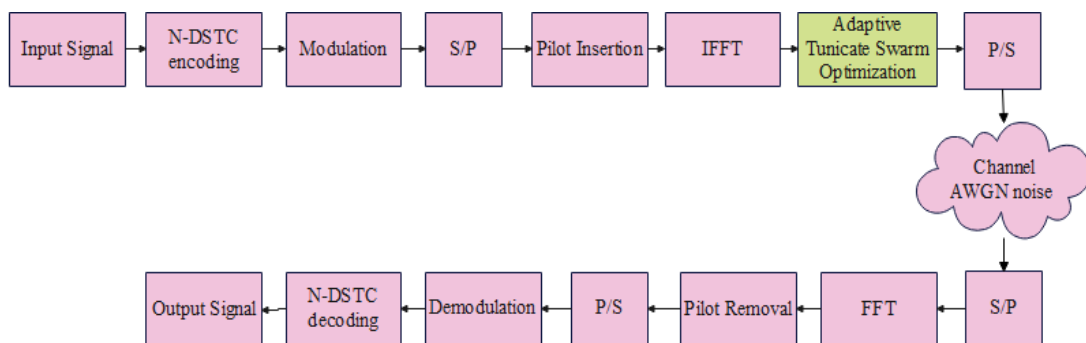 Input Signal
N-DSTC
encoding
Modulation
S/P
Pilot Insertion
IFFT
Adaptive
Tunicate Swarm
Optimization
P/S
Channel
AWGN noise
S/P
FFT
Pilot Removal
P/S
Demodulation
N-DSTC
decoding
Output Signal